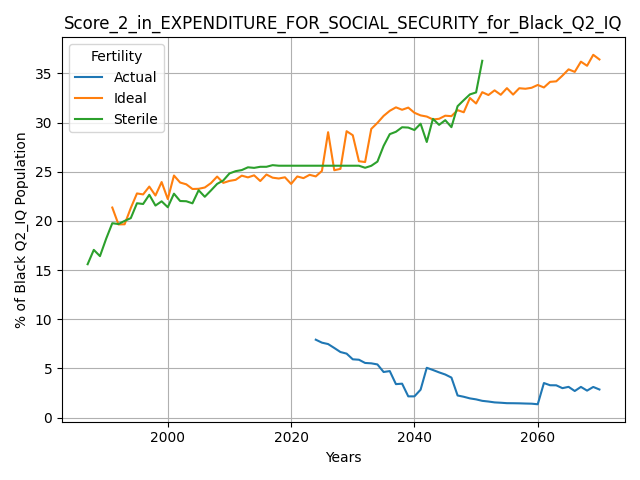 Score_2_in_EXPENDITURE_FOR_SOCIAL_SECURITY_for_Black_Q2_IQ
Fertility
Actual
Ideal
Sterile
% of Black Q2_IQ Population
35
30
25
20
15
10
5
0
2000
2020
2040
2060
Years